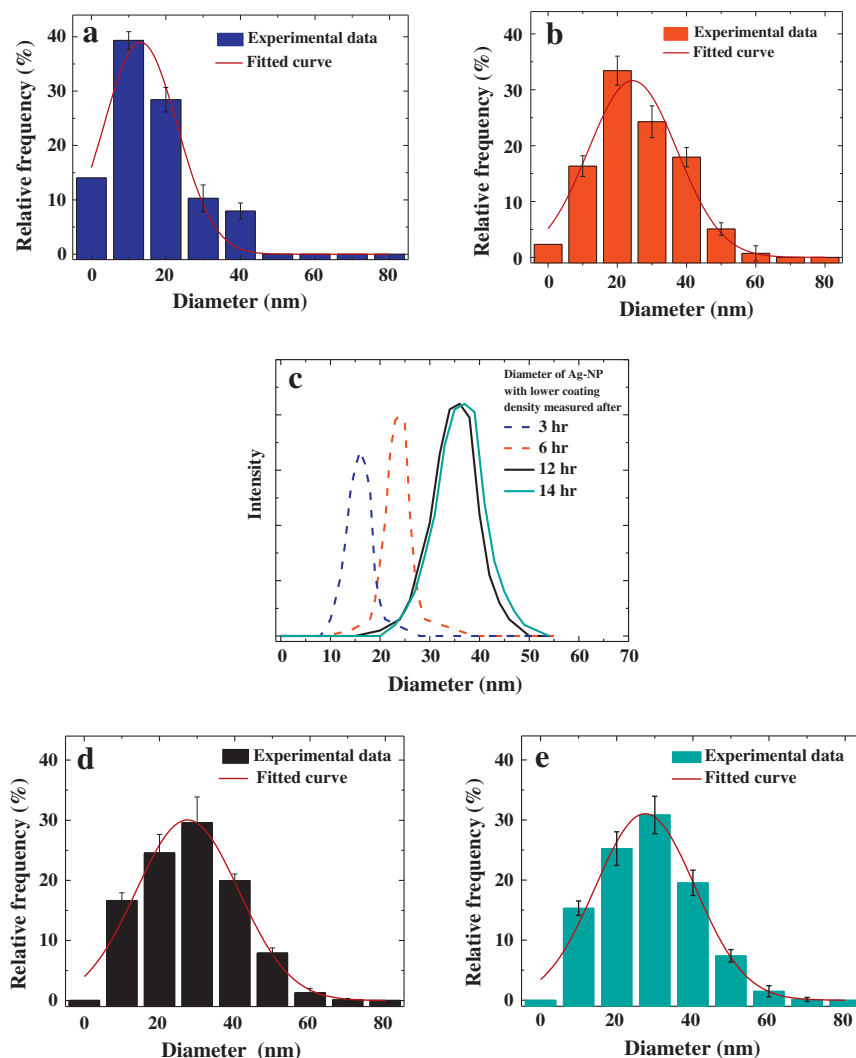 a
Experimental data
Fitted curve
Relative frequency (%)
40
30
20
10
0
0 20 40 60 80
Diameter (nm)
b
Experimental data
Fitted curve
Relative frequency (%)
40
30
20
10
0
0 20 40 60 80
Diameter (nm)
c
Diameter of Ag-NP
with lower coating
density measured after
3 hr
6 hr
12 hr
14 hr
Intensity
0 10 20 30 40 50 60 70
Diameter (nm)
d
Experimental data
Fitted curve
Relative frequency (%)
40
30
20
10
0
0 20 40 60 80
Diameter (nm)
e
Experimental data
Fitted curve
Relative frequency (%)
40
30
20
10
0
0 20 40 60 80
Diameter (nm)